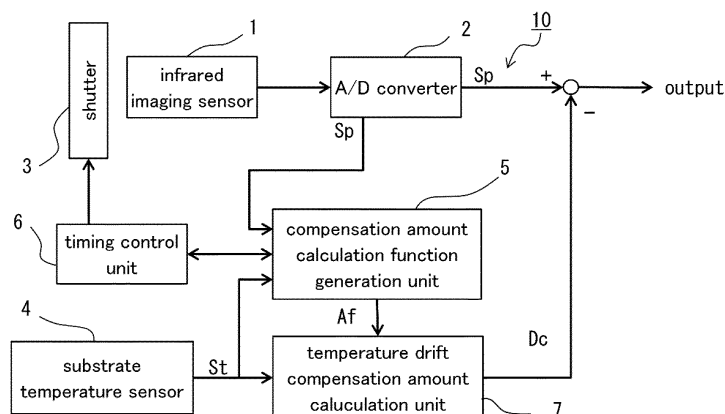 1
infrared
imaging sensor
2
A/D converter
10
Sp
+
output
−
shutter
3
Sp
5
compensation amount
calculation function
generation unit
6
timing control
unit
4
substrate
temperature sensor
St
Af
temperature drift
compensation amount
caluculation unit
Dc
7